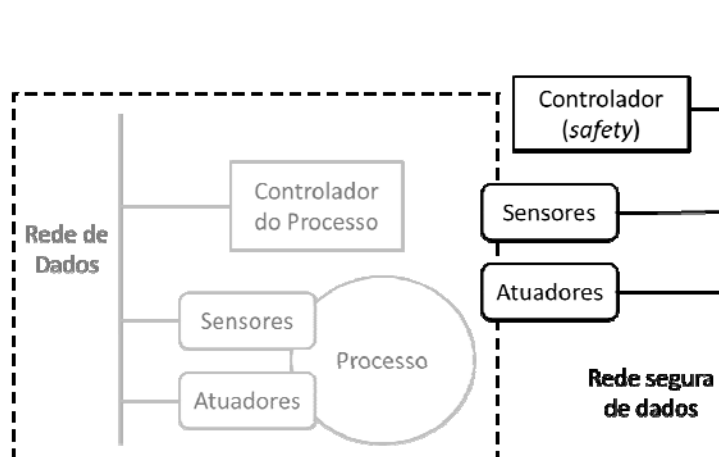 Controlador
(safety)
Controlador
do Processo
Rede de
Dados
Sensores
Atuadores
Sensores
Processo
Atuadores
Rede segura
de dados